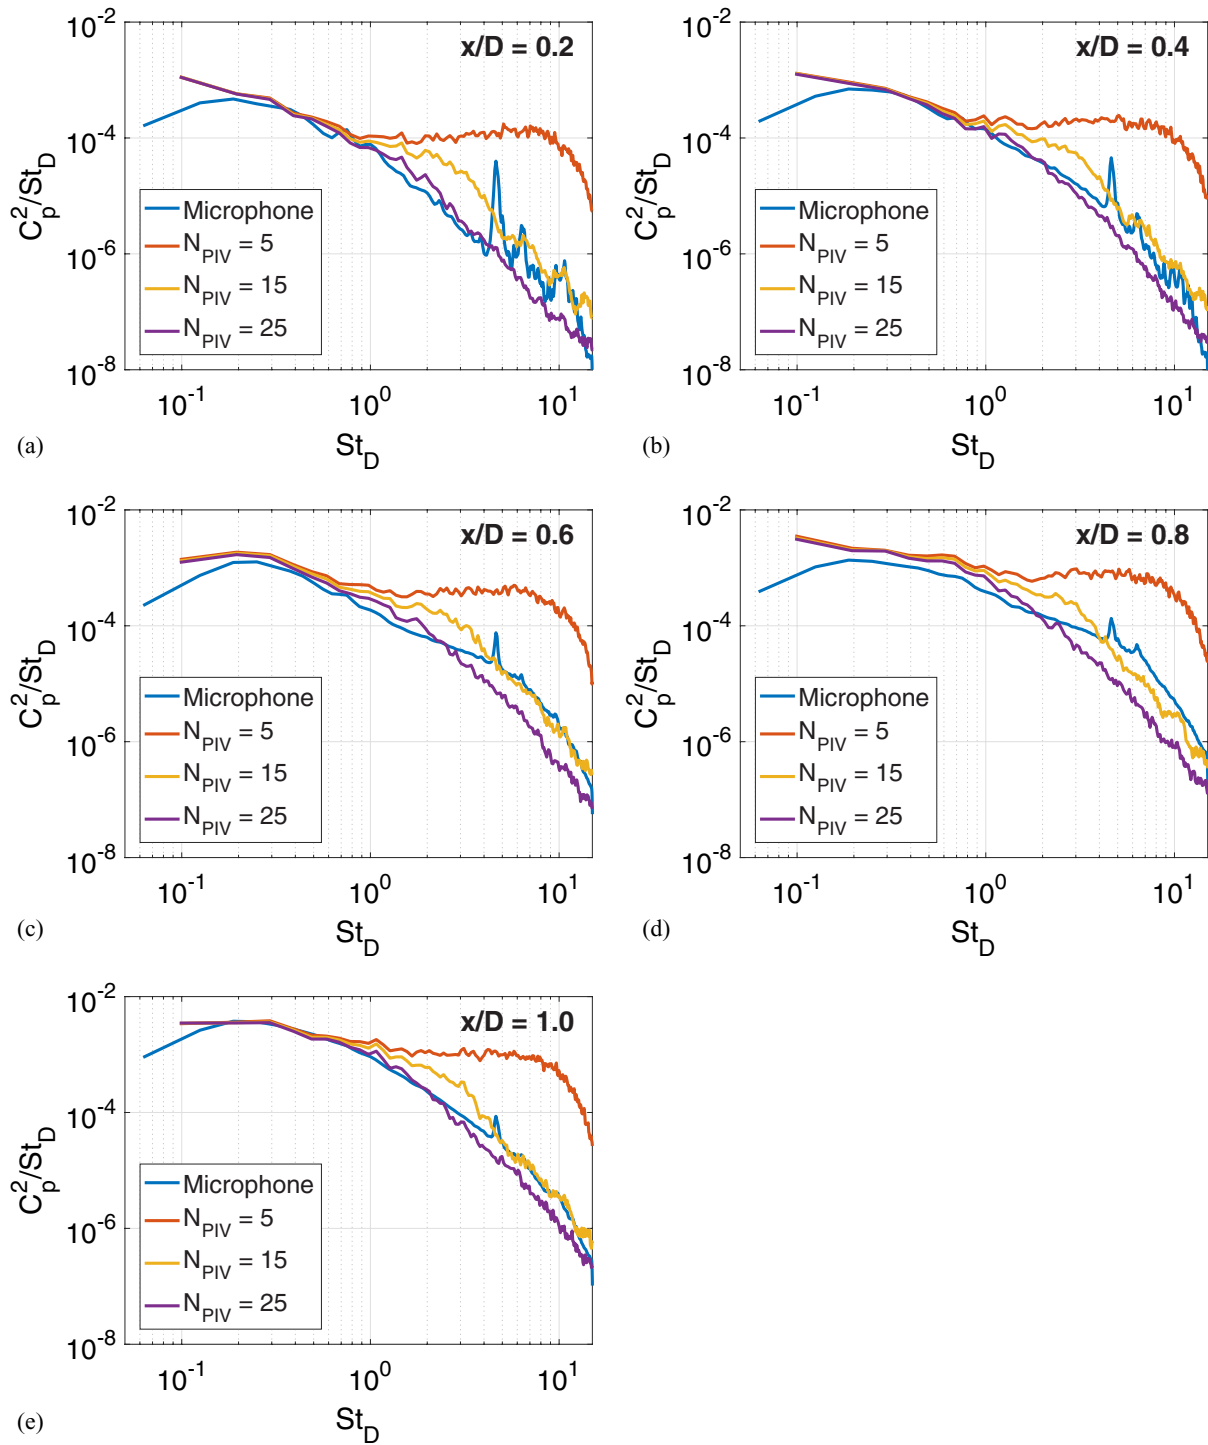 x/D = 0.2
10^-2
10^-4
10^-6
10^-8
C_p^2/St_D
Microphone
N_PIV = 5
N_PIV = 15
N_PIV = 25
10^-1 10^0 10^1
St_D
(a)
x/D = 0.4
10^-2
10^-4
10^-6
10^-8
C_p^2/St_D
Microphone
N_PIV = 5
N_PIV = 15
N_PIV = 25
10^-1 10^0 10^1
St_D
(b)
x/D = 0.6
10^-2
10^-4
10^-6
10^-8
C_p^2/St_D
Microphone
N_PIV = 5
N_PIV = 15
N_PIV = 25
10^-1 10^0 10^1
St_D
(c)
x/D = 0.8
10^-2
10^-4
10^-6
10^-8
C_p^2/St_D
Microphone
N_PIV = 5
N_PIV = 15
N_PIV = 25
10^-1 10^0 10^1
St_D
(d)
x/D = 1.0
10^-2
10^-4
10^-6
10^-8
C_p^2/St_D
Microphone
N_PIV = 5
N_PIV = 15
N_PIV = 25
10^-1 10^0 10^1
St_D
(e)